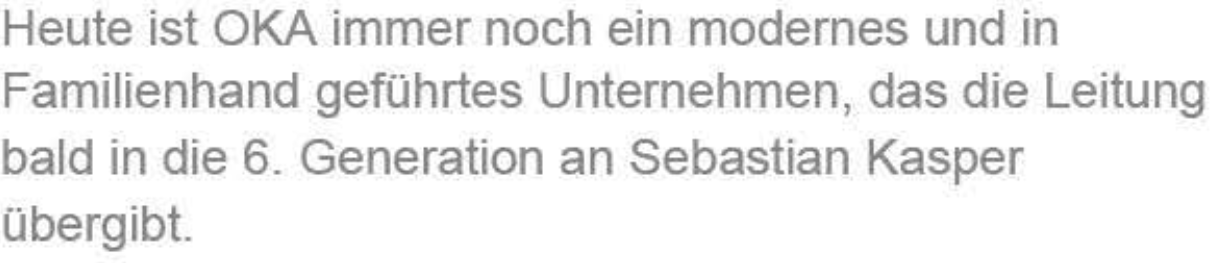 Heute ist OKA immer noch ein modernes und in
Familienhand geführtes Unternehmen, das die Leitung
bald in die 6. Generation an Sebastian Kasper
übergibt.